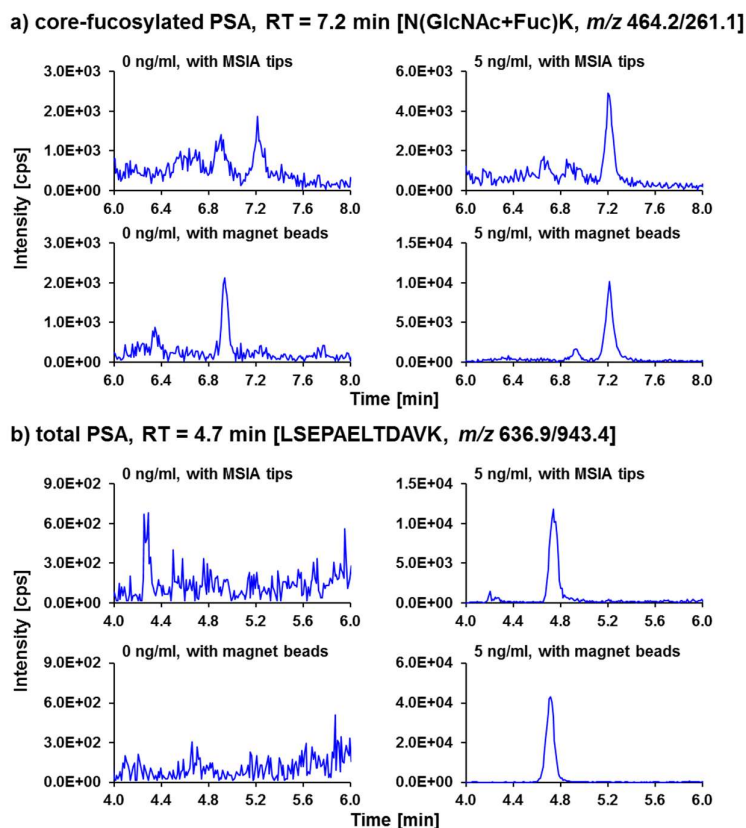 a) core-fucosylated PSA, RT = 7.2 min [N(GlcNAc+Fuc)K, m/z 464.2/261.1]
0 ng/ml, with MSIA tips
5 ng/ml, with MSIA tips
3.0E+03
2.0E+03
1.0E+03
0.0E+00
6.0 6.4 6.8 7.2 7.6 8.0
6.0E+03
4.0E+03
2.0E+03
0.0E+00
6.0 6.4 6.8 7.2 7.6 8.0
Intensity [cps]
0 ng/ml, with magnet beads
5 ng/ml, with magnet beads
3.0E+03
2.0E+03
1.0E+03
0.0E+00
6.0 6.4 6.8 7.2 7.6 8.0
1.5E+04
1.0E+04
5.0E+03
0.0E+00
6.0 6.4 6.8 7.2 7.6 8.0
Time [min]
b) total PSA, RT = 4.7 min [LSEPAELTDAVK, m/z 636.9/943.4]
0 ng/ml, with MSIA tips
5 ng/ml, with MSIA tips
9.0E+02
6.0E+02
3.0E+02
0.0E+00
4.0 4.4 4.8 5.2 5.6 6.0
1.5E+04
1.0E+04
5.0E+03
0.0E+00
4.0 4.4 4.8 5.2 5.6 6.0
Intensity [cps]
0 ng/ml, with magnet beads
5 ng/ml, with magnet beads
9.0E+02
6.0E+02
3.0E+02
0.0E+00
4.0 4.4 4.8 5.2 5.6 6.0
6.0E+04
4.0E+04
2.0E+04
0.0E+00
4.0 4.4 4.8 5.2 5.6 6.0
Time [min]